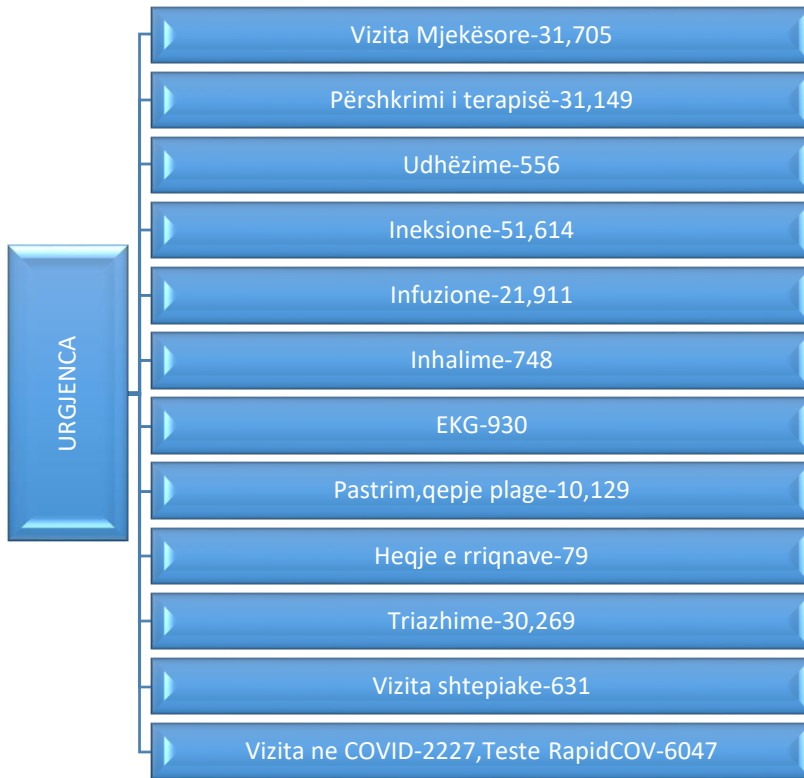 URGJENCA
Vizita Mjekësore-31,705
Përshkrimi i terapisë-31,149
Udhëzime-556
Ineksione-51,614
Infuzione-21,911
Inhalime-748
EKG-930
Pastrim,qepje plage-10,129
Heqje e rriqnave-79
Triazhime-30,269
Vizita shtepiake-631
Vizita ne COVID-2227,Teste RapidCOV-6047